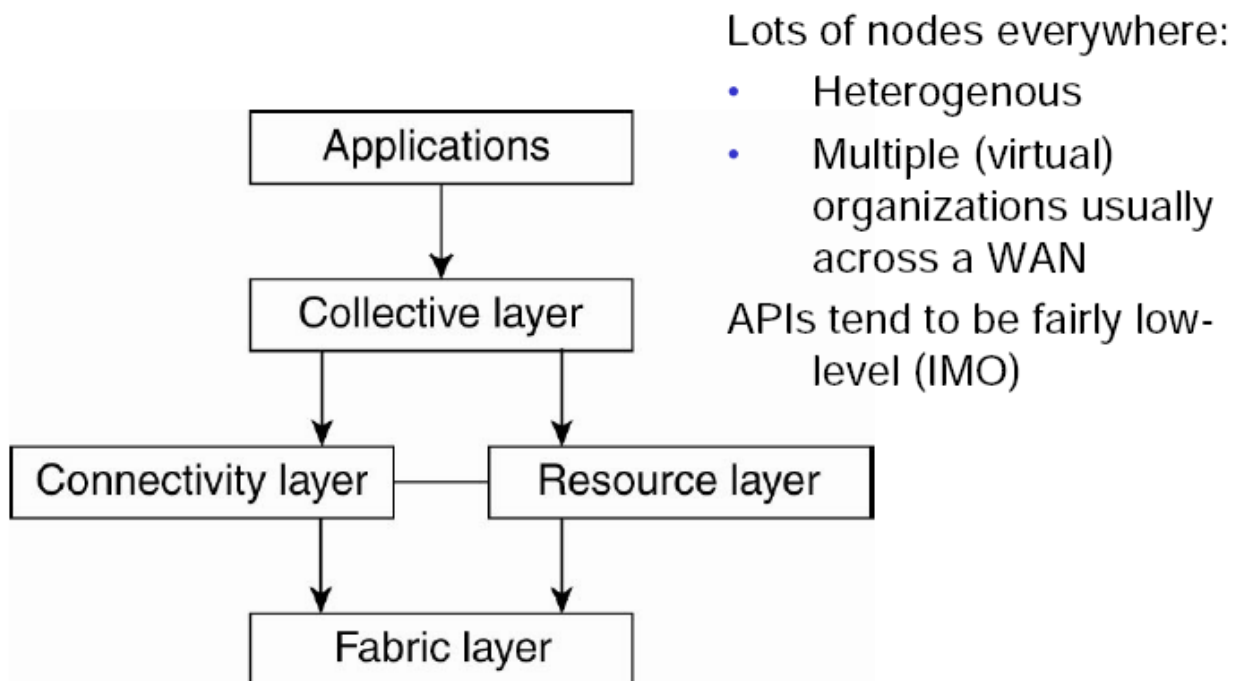 Lots of nodes everywhere:
• Heterogenous
• Multiple (virtual)
organizations usually
across a WAN
APIs tend to be fairly low-
level (IMO)
Applications
Collective layer
Connectivity layer
Resource layer
Fabric layer